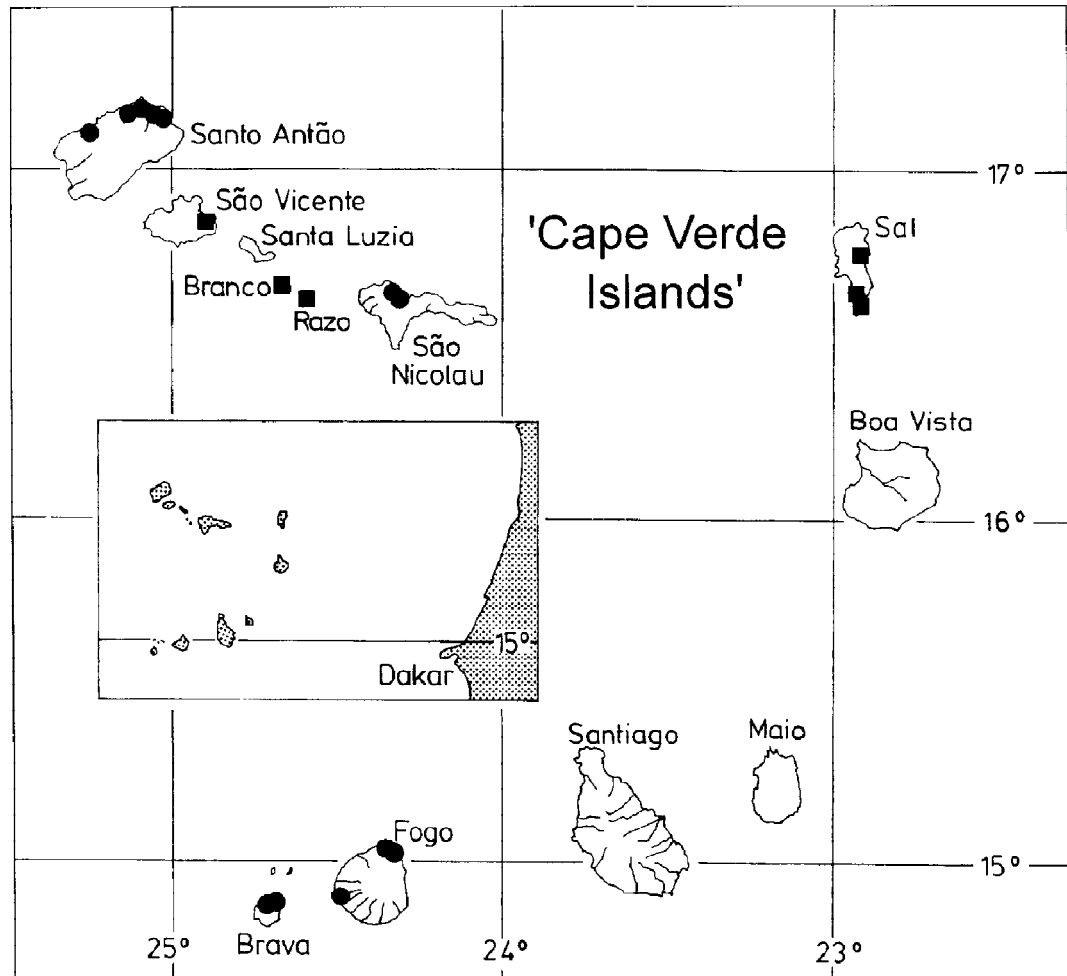 Santo Antão
17°
São Vicente
Santa Luzia
'Cape Verde
Islands'
Sal
Branco
Razo
São
Nicolau
Boa Vista
16°
15°
Dakar
Santiago
Maio
Fogo
15°
Brava
25°
24°
23°